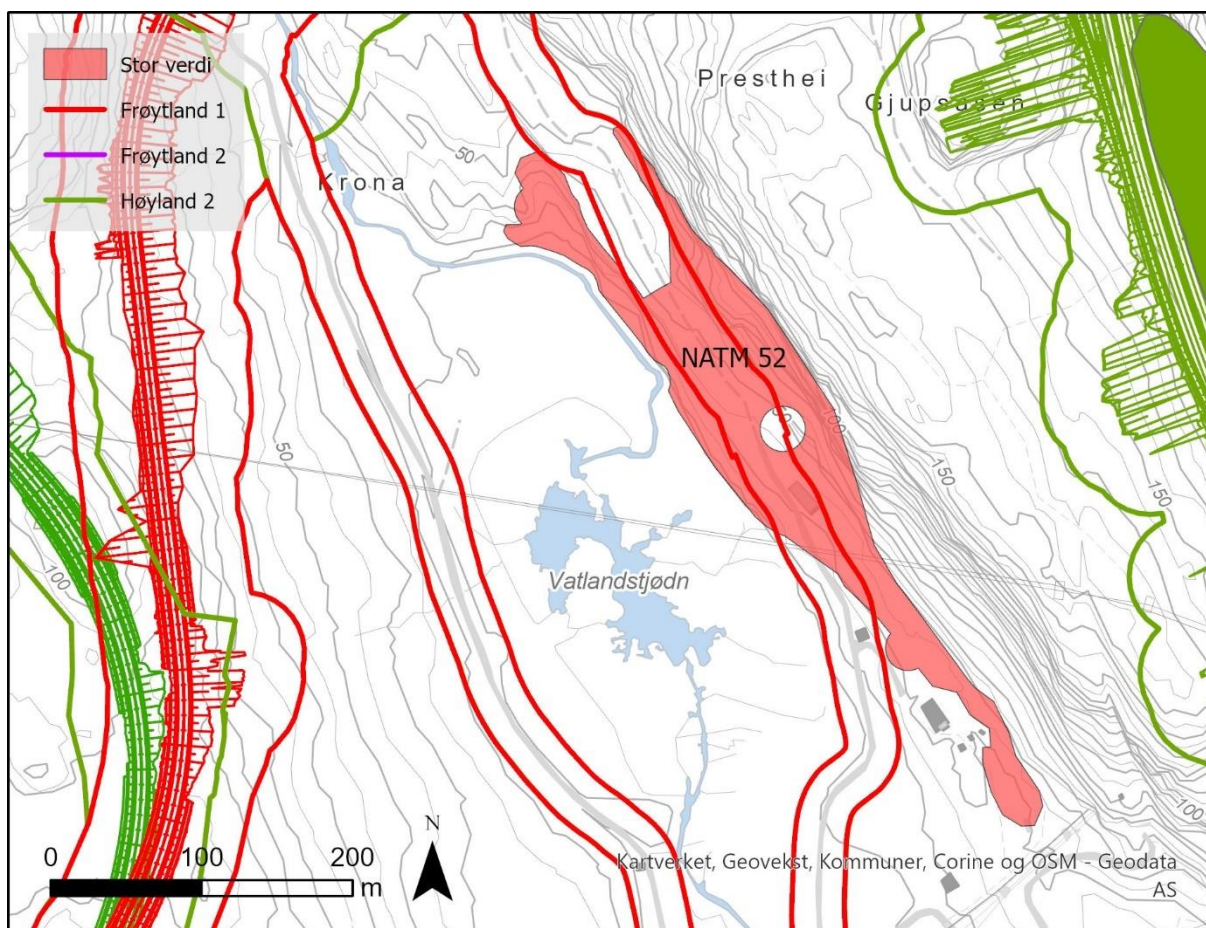 Stor verdi
Frøytland 1
Frøytland 2
Høyland 2
Presthei
Gjupsåsen
50
Krona
NATM 52
50
100
150
150
50
100
Vatlandstjødn
100
N
0 100 200
m
Kartverket, Geovekst, Kommuner, Corine og OSM - Geodata
AS